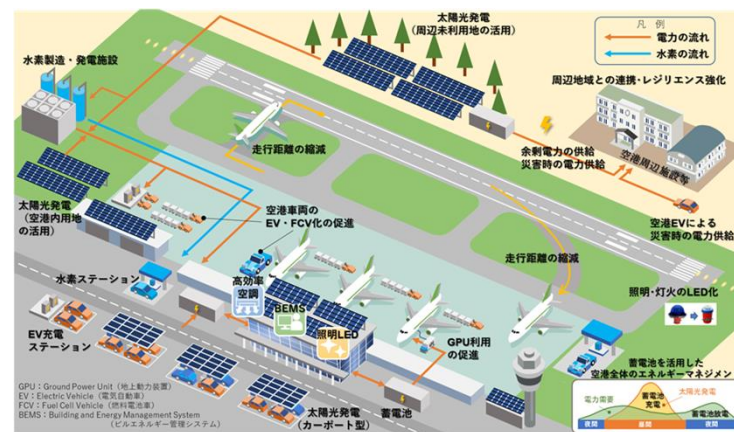 太陽光発電
(周辺未利用地の活用)
凡 例
電力の流れ
水素の流れ
水素製造・発電施設
周辺地域との連携・レジリエンス強化
走行距離の縮減
余剰電力の供給
災害時の電力供給
空港周辺施設等
太陽光発電
(空港内用地
の活用)
空港車両の
EV・FCV化の促進
空港EVによる
災害時の電力供給
走行距離の縮減
水素ステーション
高効率
空調
照明・灯火のLED化
BEMS
照明LED
EV充電
ステーション
GPU利用
の促進
蓄電池を活用した
空港全体のエネルギーマネジメン
電力需要
蓄電池
充電
太陽光発電
蓄電池放電
夜間
昼間
夜間
GPU:Ground Power Unit(地上動力装置)
EV:Electric Vehicle(電気自動車)
FCV:Fuel Cell Vehicle(燃料電池車)
BEMS:Building and Energy Management System
(ビルエネルギー管理システム)
太陽光発電
(カーポート型)
蓄電池